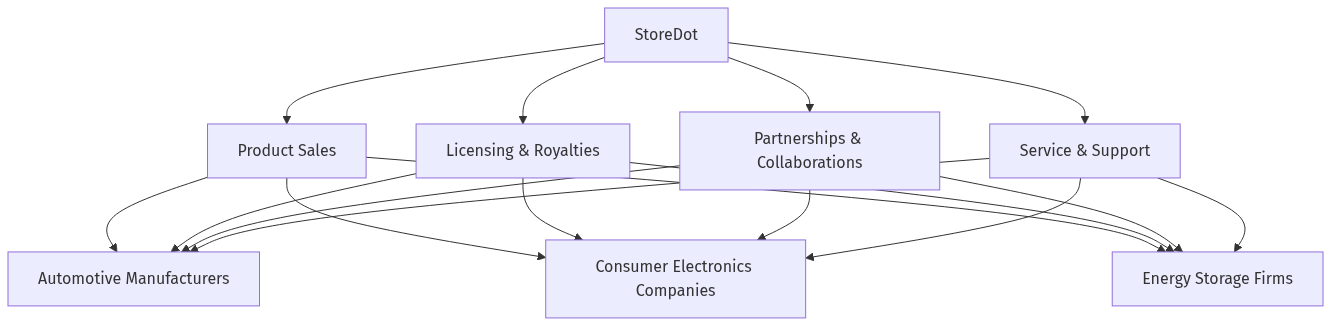 StoreDot
Product Sales
Licensing & Royalties
Partnerships &
Collaborations
Service & Support
Automotive Manufacturers
Consumer Electronics
Companies
Energy Storage Firms